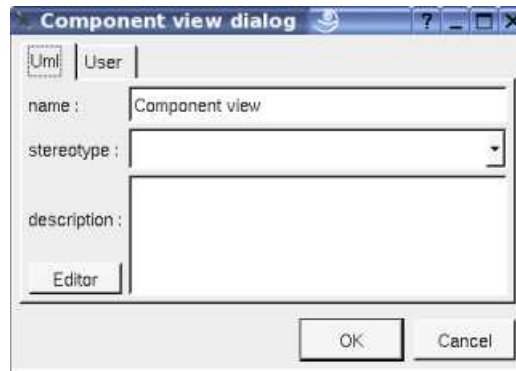 Component view dialog ? _
Uml User
name : Component view
stereotype :
description :
Editor
OK Cancel